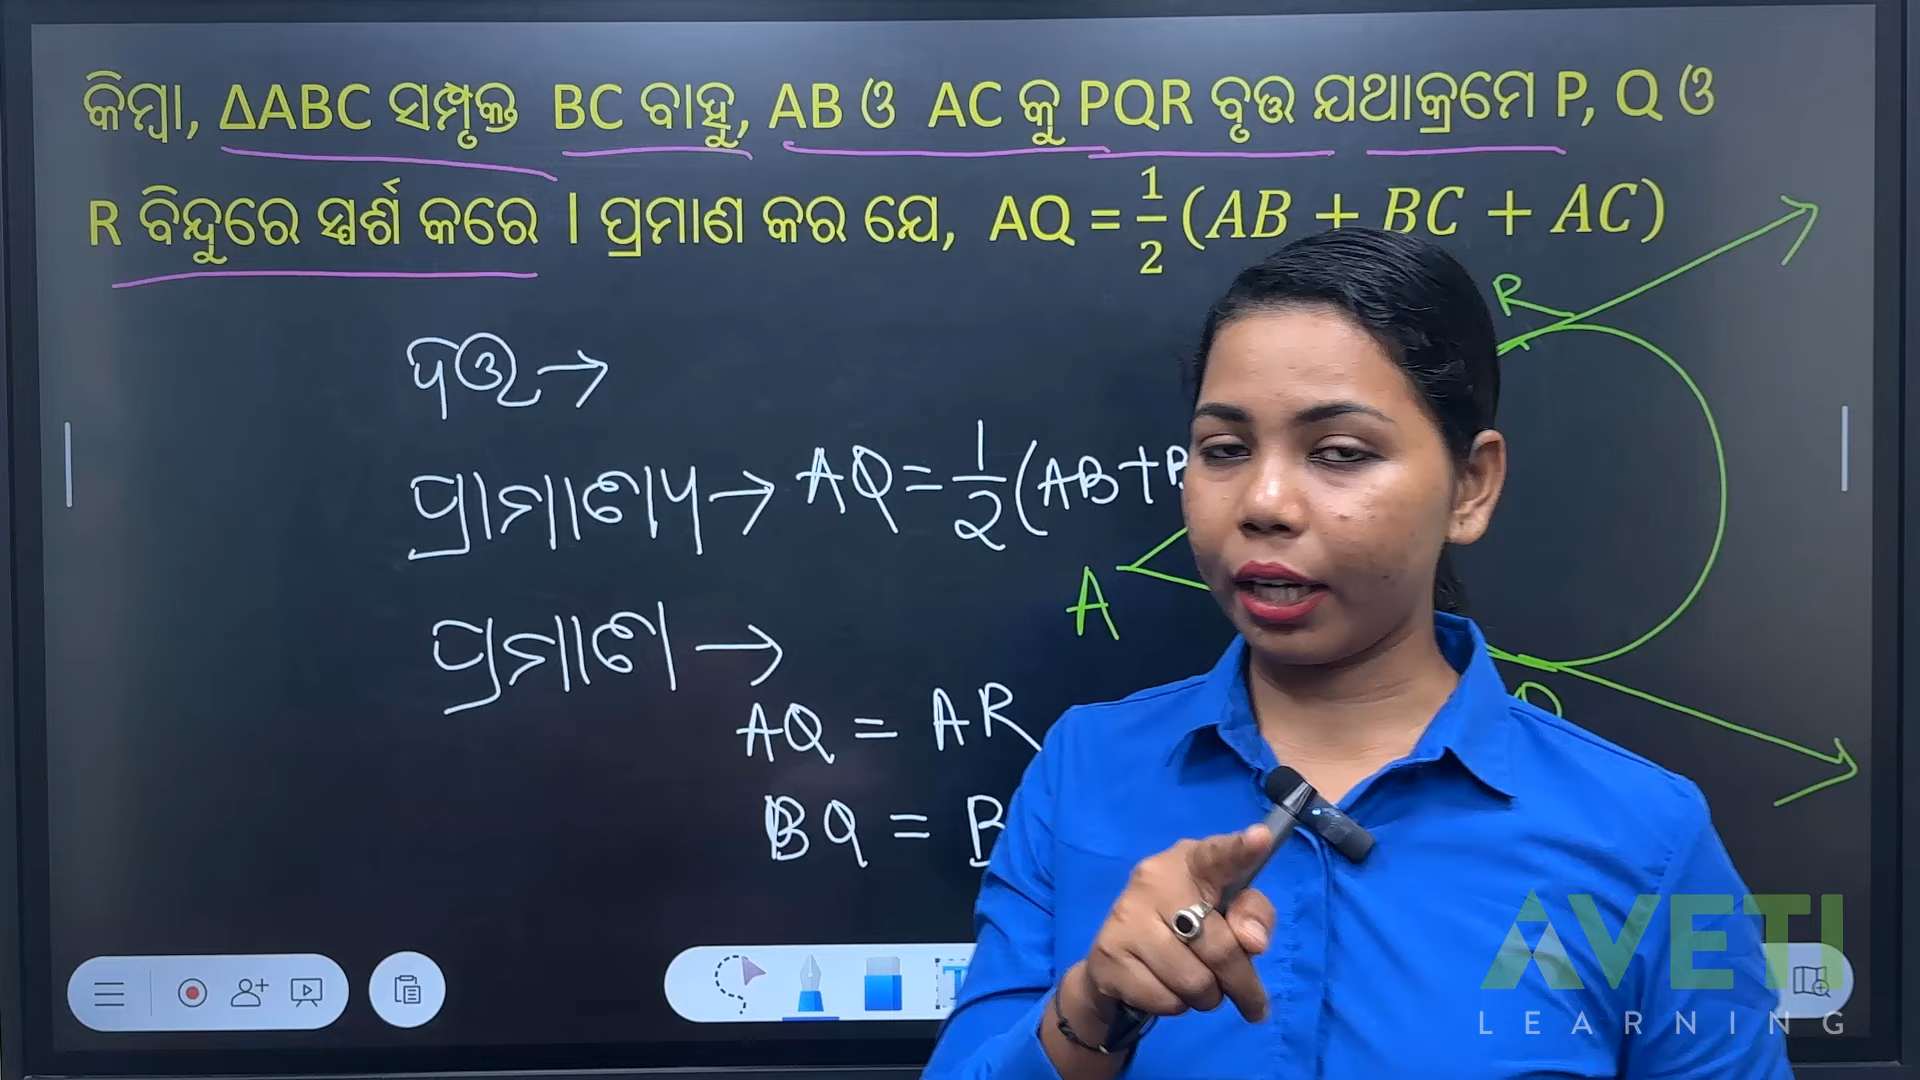 କିମ୍ବା, ΔABC ସମ୍ପୃକ୍ତ BC ବାହୁ, AB ଓ AC କୁ PQR ବୃତ୍ତ ଯଥାକ୍ରମେ P, Q ଓ
R ବିନ୍ଦୁରେ ସ୍ପର୍ଶ କରେ । ପ୍ରମାଣ କର ଯେ, AQ = 1/2 (AB + BC + AC)
R
ଦତ୍ତ →
ପ୍ରାମାଣ୍ୟ → AQ = 1/2 (AB + B
A
ପ୍ରମାଣ →
AQ = AR
BQ = B
AVETI
LEARNING